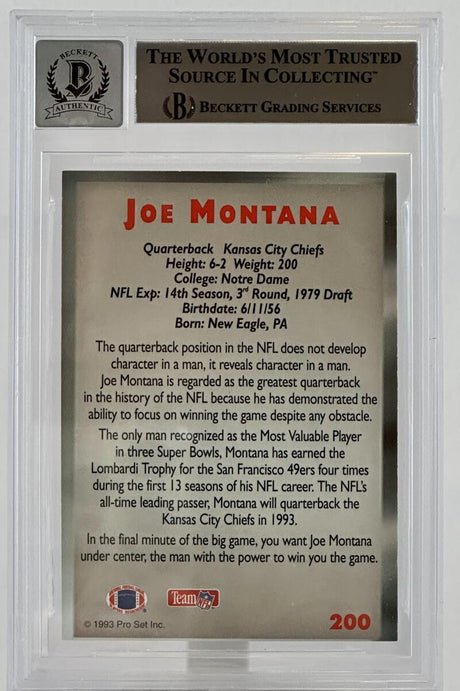 BECKETT
B
AUTHENTIC
THE WORLD'S MOST TRUSTED
SOURCE IN COLLECTING™
B BECKETT GRADING SERVICES
JOE MONTANA
Quarterback Kansas City Chiefs
Height: 6-2 Weight: 200
College: Notre Dame
NFL Exp: 14th Season, 3rd Round, 1979 Draft
Birthdate: 6/11/56
Born: New Eagle, PA
The quarterback position in the NFL does not develop
character in a man, it reveals character in a man.
Joe Montana is regarded as the greatest quarterback
in the history of the NFL because he has demonstrated the
ability to focus on winning the game despite any obstacle.
The only man recognized as the Most Valuable Player
in three Super Bowls, Montana has earned the
Lombardi Trophy for the San Francisco 49ers four times
during the first 13 seasons of his NFL career. The NFL's
all-time leading passer, Montana will quarterback the
Kansas City Chiefs in 1993.
In the final minute of the big game, you want Joe Montana
under center, the man with the power to win you the game.
Team NFL
© 1993 Pro Set Inc.
200